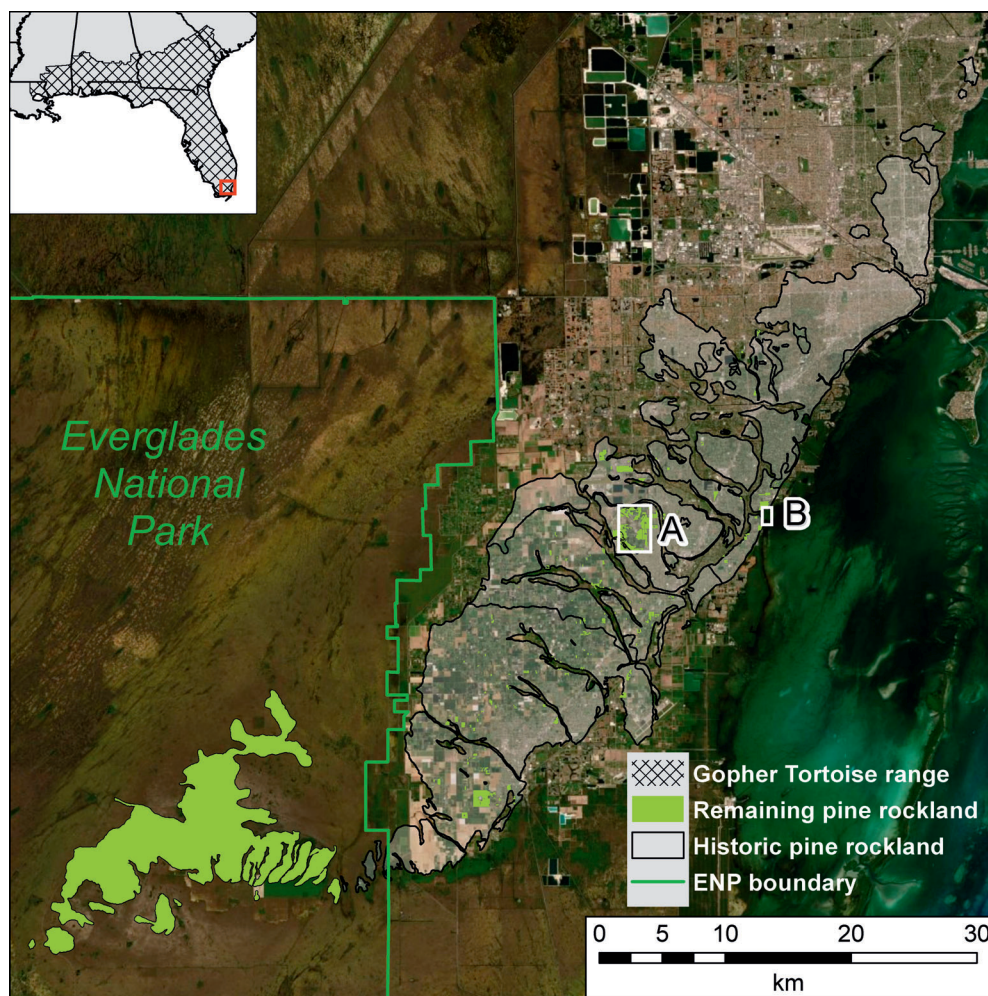 Everglades
National
Park
A
B
Gopher Tortoise range
Remaining pine rockland
Historic pine rockland
ENP boundary
0 5 10 20 30
km